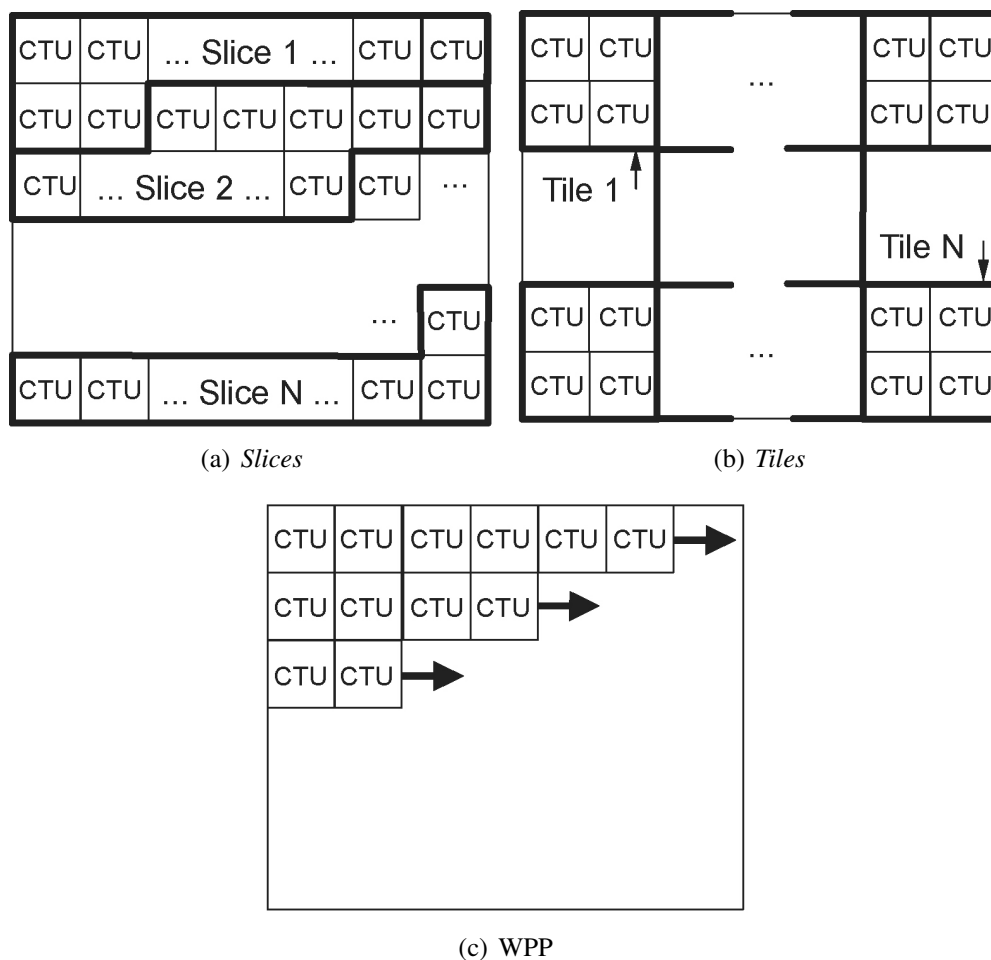 CTU CTU ... Slice 1 ... CTU CTU
CTU CTU CTU CTU CTU CTU CTU
CTU ... Slice 2 ... CTU CTU ...
... CTU
CTU CTU ... Slice N ... CTU CTU
(a) Slices
CTU CTU ... CTU CTU
CTU CTU CTU CTU
Tile 1
Tile N
CTU CTU CTU CTU
CTU CTU ... CTU CTU
(b) Tiles
CTU CTU CTU CTU CTU CTU
CTU CTU CTU CTU
CTU CTU
(c) WPP